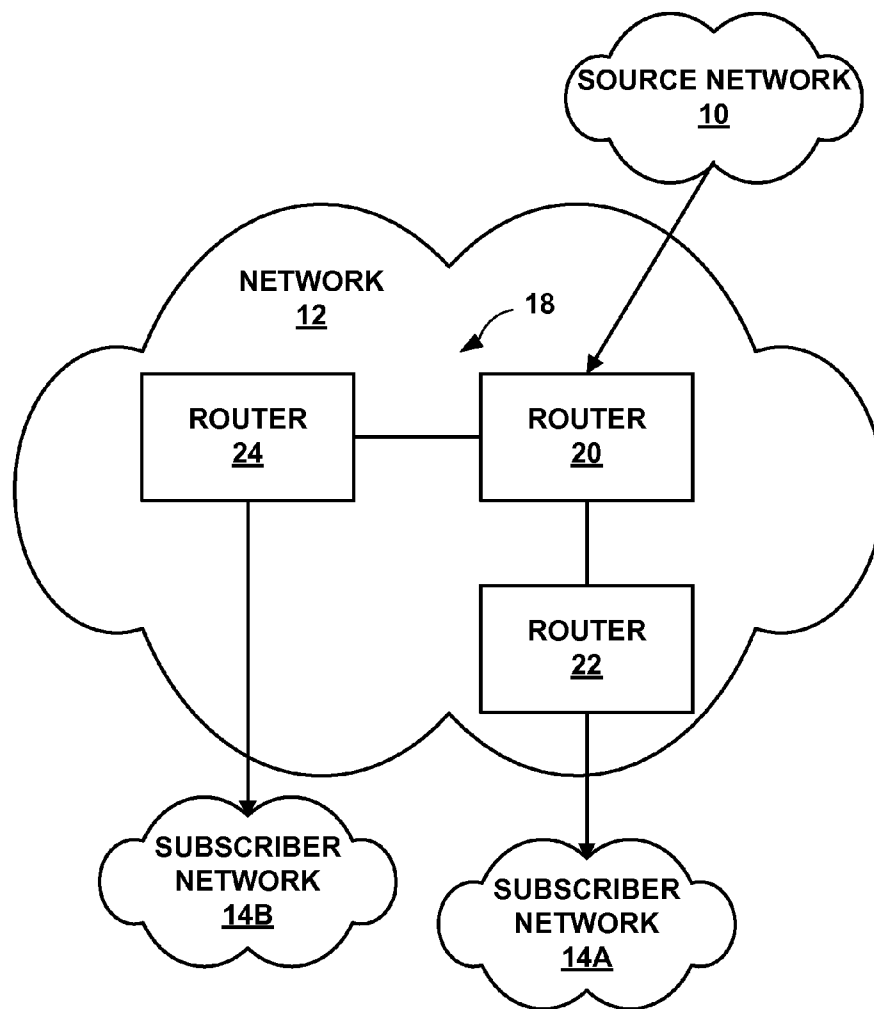 SOURCE NETWORK
10
NETWORK
12
18
ROUTER
24
ROUTER
20
ROUTER
22
SUBSCRIBER
NETWORK
14B
SUBSCRIBER
NETWORK
14A